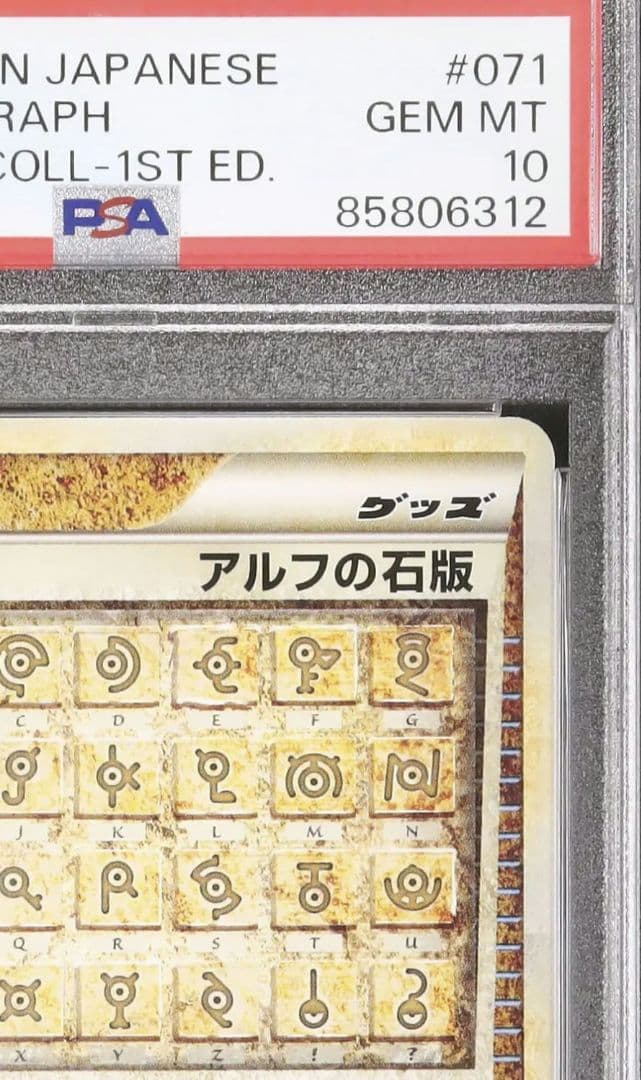 N JAPANESE #071
RAPH GEM MT
COLL-1ST ED. 10
PSA 85806312
グッズ
アルフの石版
C D E F G
J K L M N
Q R S T U
X Y Z ! ?